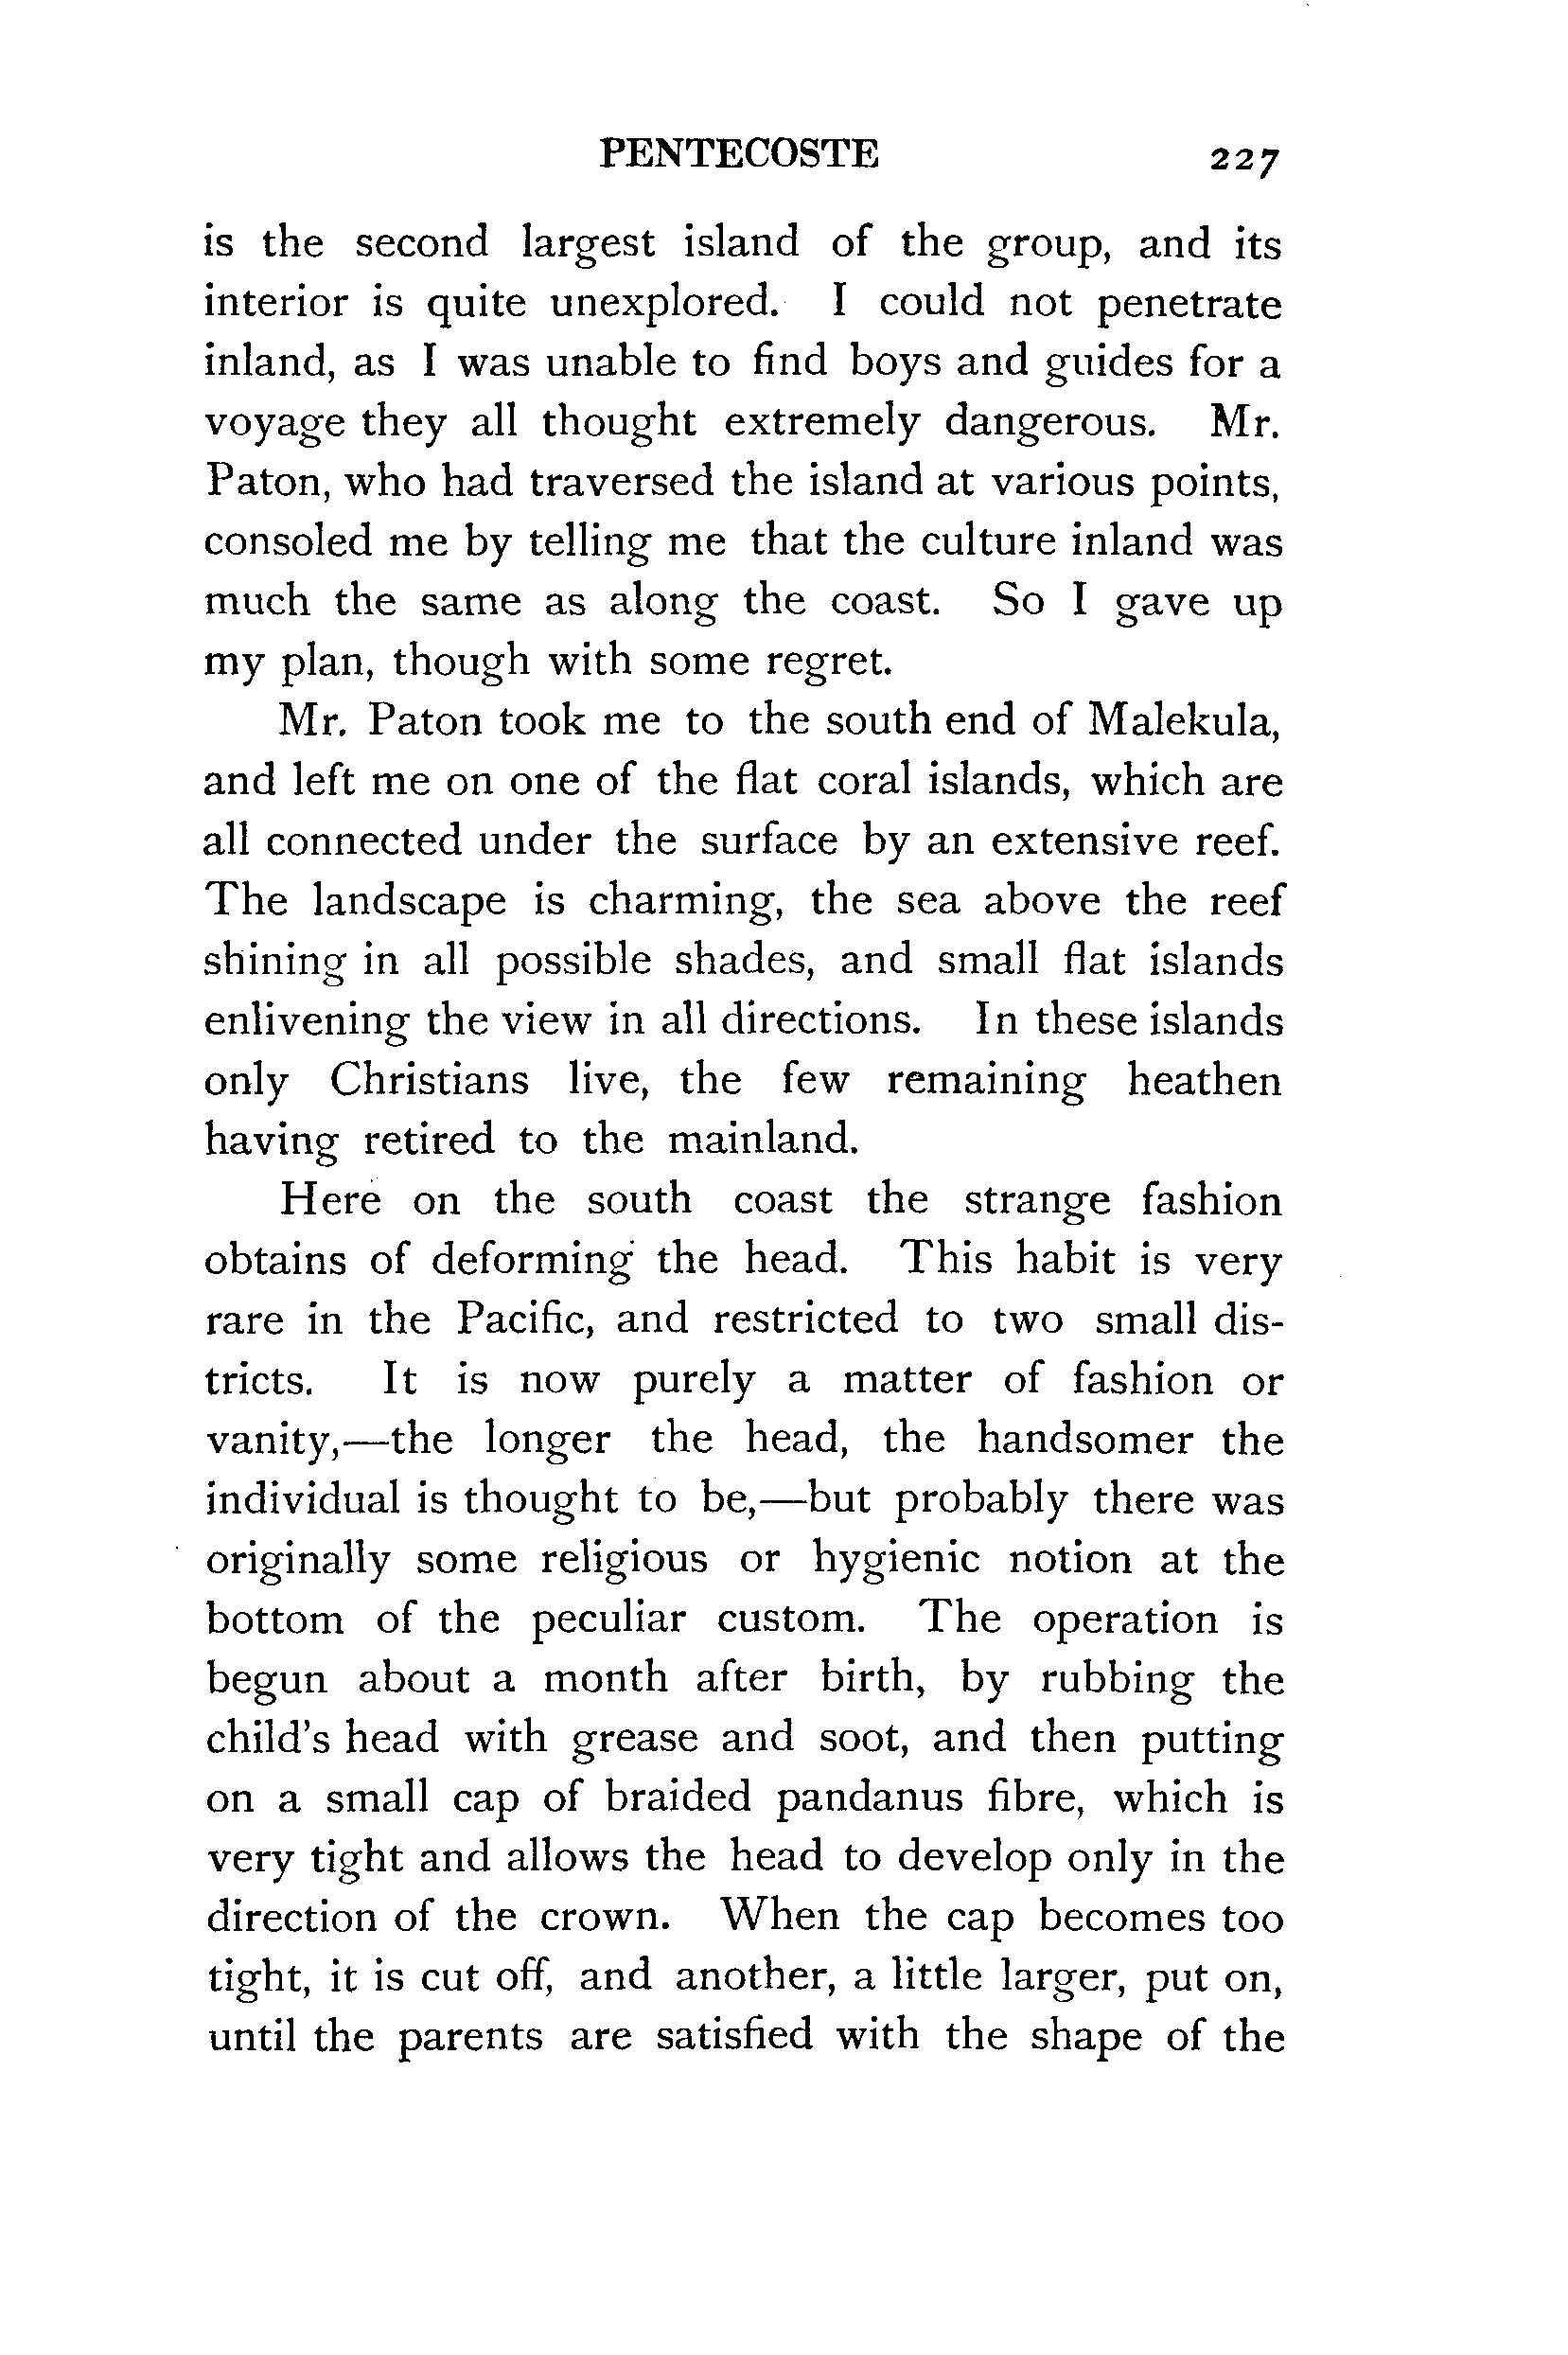 PENTECOSTE 227
is the second largest island of the group, and its
interior is quite unexplored. I could not penetrate
inland, as I was unable to find boys and guides for a
voyage they all thought extremely dangerous. Mr.
Paton, who had traversed the island at various points,
consoled me by telling me that the culture inland was
much the same as along the coast. So I gave up
my plan, though with some regret.
Mr. Paton took me to the south end of Malekula,
and left me on one of the flat coral islands, which are
all connected under the surface by an extensive reef.
The landscape is charming, the sea above the reef
shining in all possible shades, and small flat islands
enlivening the view in all directions. In these islands
only Christians live, the few remaining heathen
having retired to the mainland.
Here on the south coast the strange fashion
obtains of deforming the head. This habit is very
rare in the Pacific, and restricted to two small dis-
tricts. It is now purely a matter of fashion or
vanity,—the longer the head, the handsomer the
individual is thought to be,—but probably there was
originally some religious or hygienic notion at the
bottom of the peculiar custom. The operation is
begun about a month after birth, by rubbing the
child's head with grease and soot, and then putting
on a small cap of braided pandanus fibre, which is
very tight and allows the head to develop only in the
direction of the crown. When the cap becomes too
tight, it is cut off, and another, a little larger, put on,
until the parents are satisfied with the shape of the